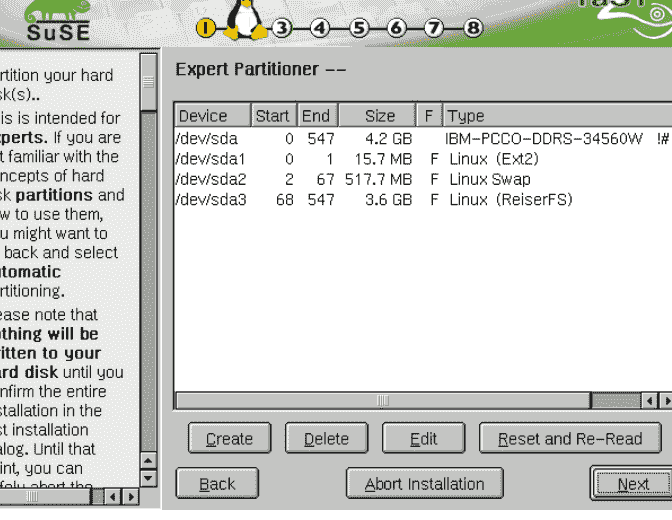 SuSE
1 3 4 5 6 7 8
Expert Partitioner --
Device Start End Size F Type
/dev/sda 0 547 4.2 GB IBM-PCCO-DDRS-34560W !#
/dev/sda1 0 1 15.7 MB F Linux (Ext2)
/dev/sda2 2 67 517.7 MB F Linux Swap
/dev/sda3 68 547 3.6 GB F Linux (ReiserFS)
rtition your hard
sk(s)..
is is intended for
perts. If you are
t familiar with the
ncepts of hard
sk partitions and
w to use them,
u might want to
back and select
tomatic
rtitioning.
ease note that
thing will be
itten to your
rd disk until you
nfirm the entire
stallation in the
st installation
alog. Until that
int, you can
Create Delete Edit Reset and Re-Read
Back Abort Installation Next